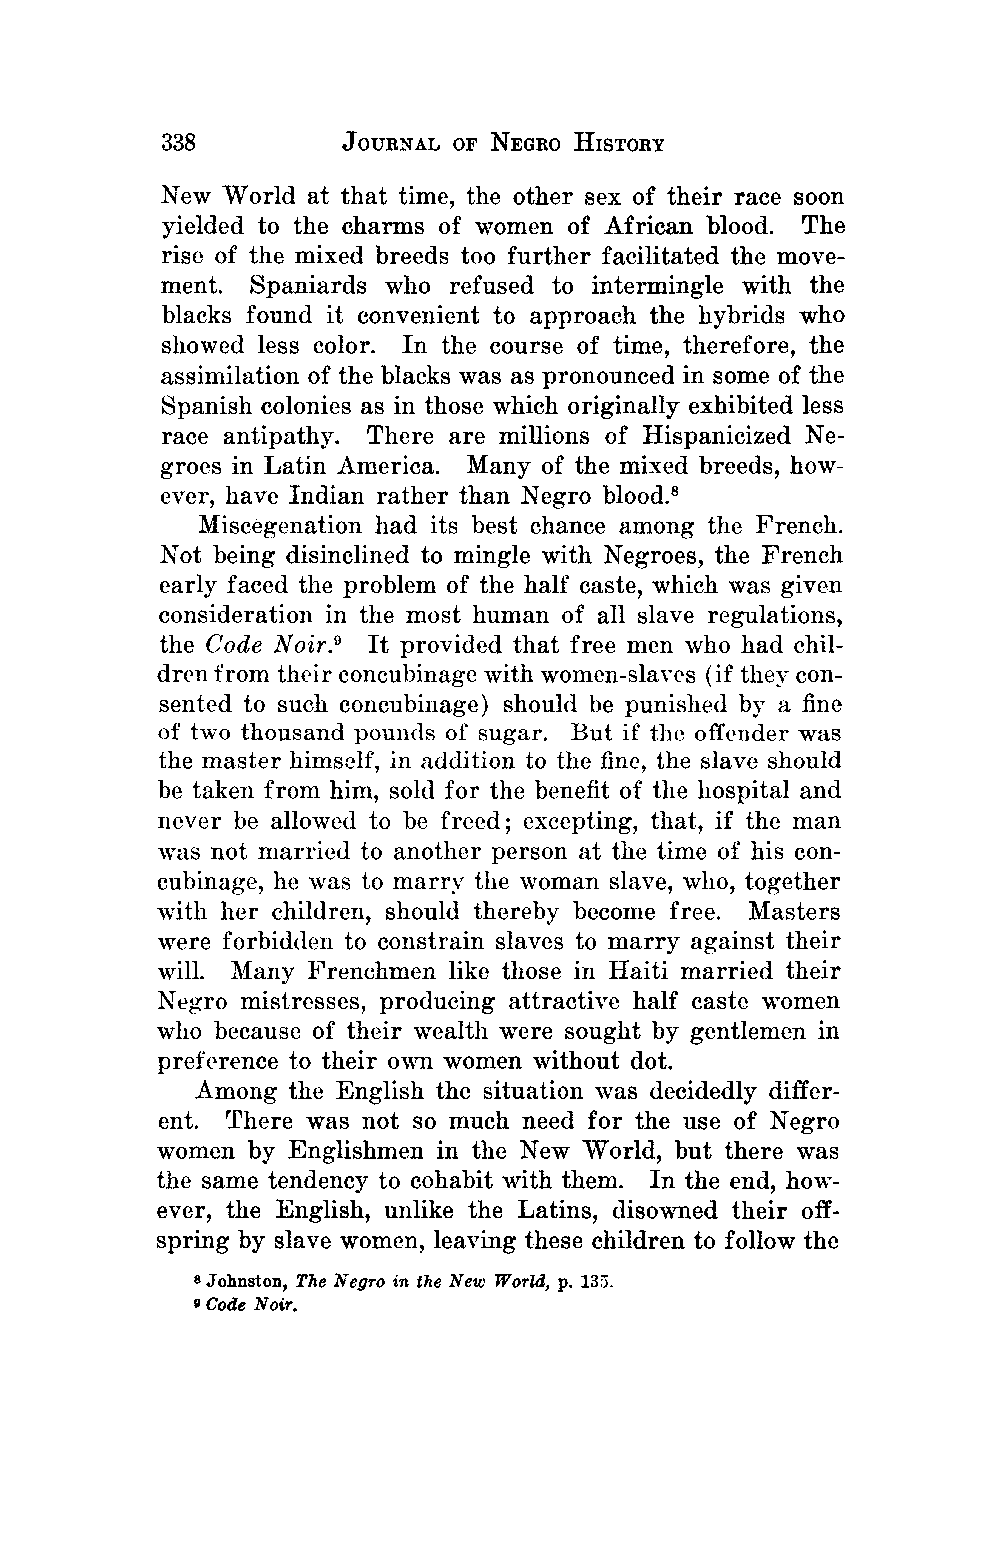 338 JOURNAL OF NEGRO HISTORY
New World at that time, the other sex of their race soon
yielded to the charms of women of African blood. The
rise of the mixed breeds too further facilitated the move-
ment. Spaniards who refused to intermingle with the
blacks found it convenient to approach the hybrids who
showed less color. In the course of time, therefore, the
assimilation of the blacks was as pronounced in some of the
Spanish colonies as in those which originally exhibited less
race antipathy. There are millions of Hispanicized Ne-
groes in Latin America. Many of the mixed breeds, how-
ever, have Indian rather than Negro blood.⁸
Miscegenation had its best chance among the French.
Not being disinclined to mingle with Negroes, the French
early faced the problem of the half caste, which was given
consideration in the most human of all slave regulations,
the Code Noir.⁹ It provided that free men who had chil-
dren from their concubinage with women-slaves (if they con-
sented to such concubinage) should be punished by a fine
of two thousand pounds of sugar. But if the offender was
the master himself, in addition to the fine, the slave should
be taken from him, sold for the benefit of the hospital and
never be allowed to be freed; excepting, that, if the man
was not married to another person at the time of his con-
cubinage, he was to marry the woman slave, who, together
with her children, should thereby become free. Masters
were forbidden to constrain slaves to marry against their
will. Many Frenchmen like those in Haiti married their
Negro mistresses, producing attractive half caste women
who because of their wealth were sought by gentlemen in
preference to their own women without dot.
Among the English the situation was decidedly differ-
ent. There was not so much need for the use of Negro
women by Englishmen in the New World, but there was
the same tendency to cohabit with them. In the end, how-
ever, the English, unlike the Latins, disowned their off-
spring by slave women, leaving these children to follow the
⁸ Johnston, The Negro in the New World, p. 135.
⁹ Code Noir.